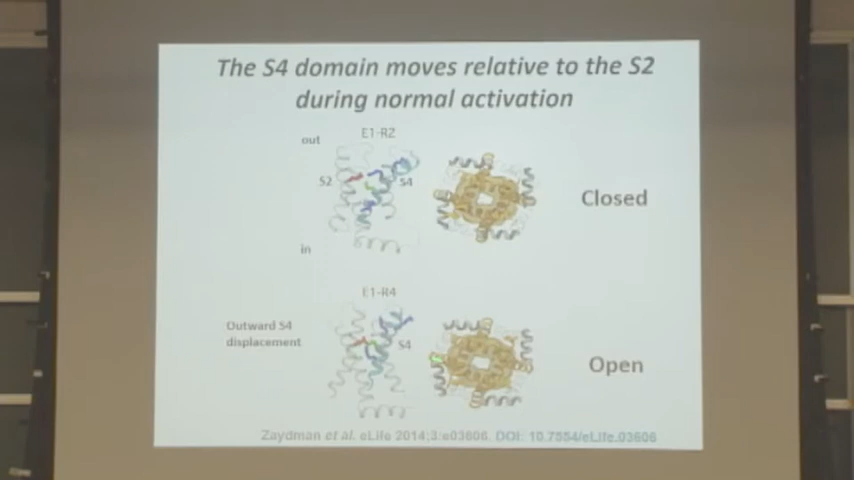 The S4 domain moves relative to the S2
during normal activation
out
E1-R2
S2
S4
Closed
in
E1-R4
Outward S4
displacement
S4
Open
Zaydman et al. eLife 2014;3:e03606. DOI: 10.7554/eLife.03606